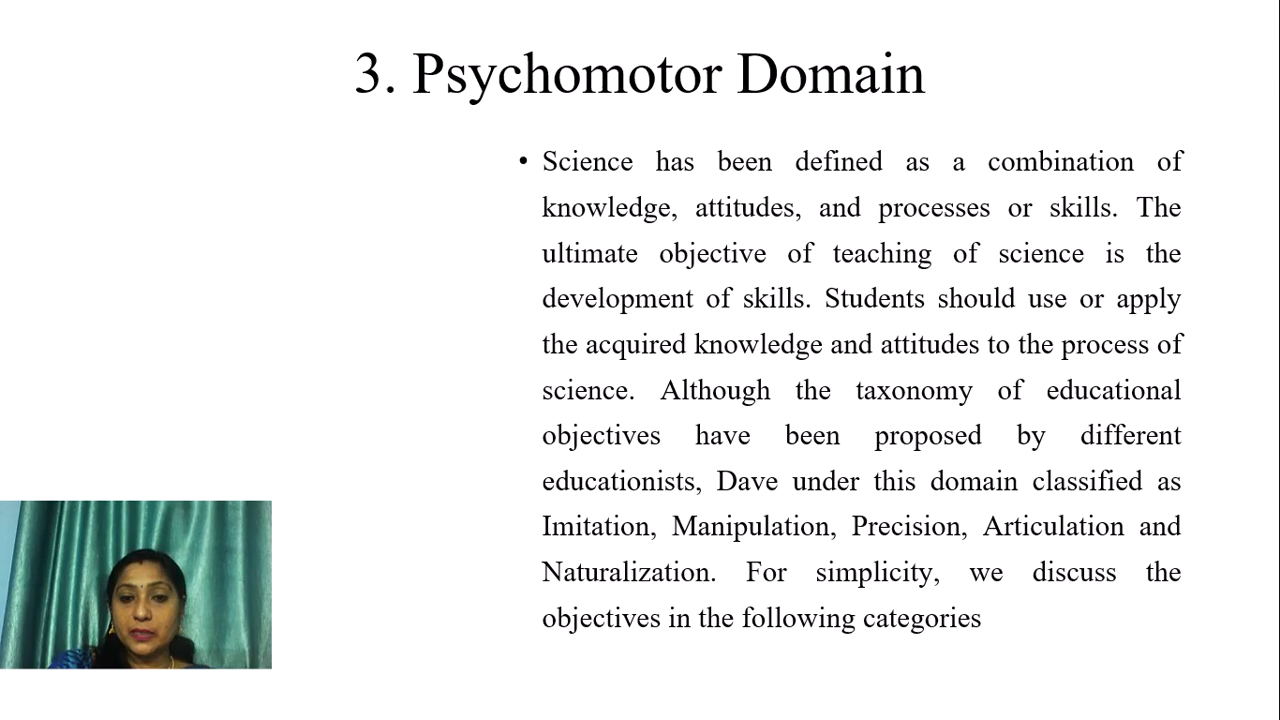 3. Psychomotor Domain
• Science has been defined as a combination of
knowledge, attitudes, and processes or skills. The
ultimate objective of teaching of science is the
development of skills. Students should use or apply
the acquired knowledge and attitudes to the process of
science. Although the taxonomy of educational
objectives have been proposed by different
educationists, Dave under this domain classified as
Imitation, Manipulation, Precision, Articulation and
Naturalization. For simplicity, we discuss the
objectives in the following categories